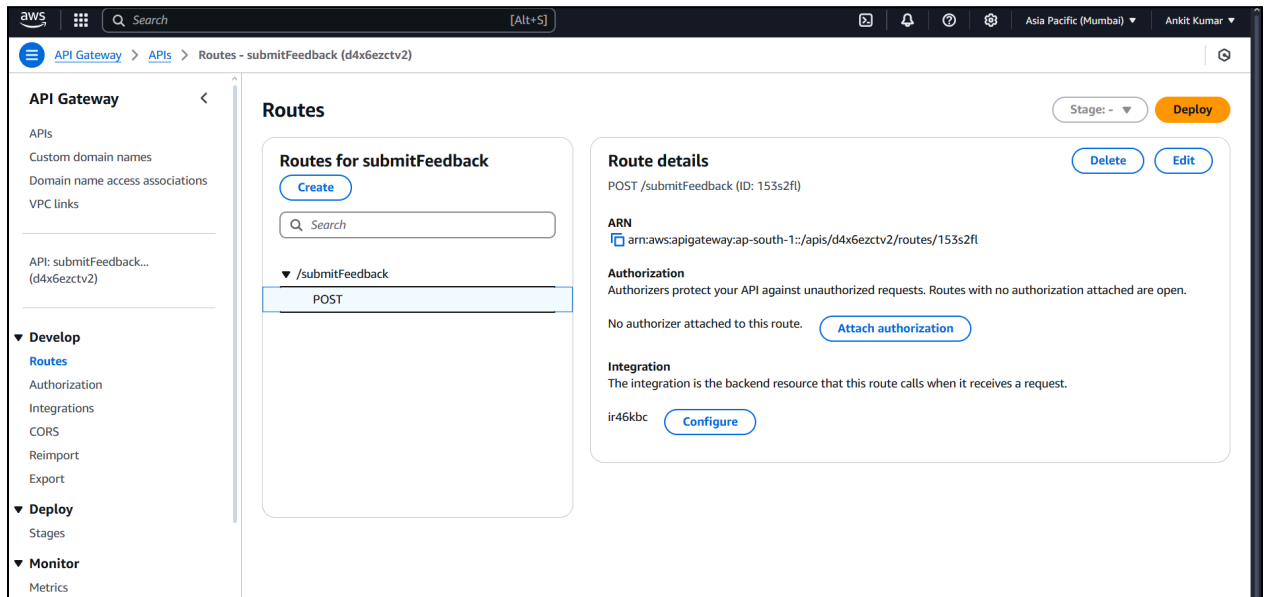 aws
Search [Alt+S]
Asia Pacific (Mumbai)
Ankit Kumar
API Gateway > APIs > Routes - submitFeedback (d4x6ezctv2)
API Gateway
APIs
Custom domain names
Domain name access associations
VPC links
API: submitFeedback...
(d4x6ezctv2)
Develop
Routes
Authorization
Integrations
CORS
Reimport
Export
Deploy
Stages
Monitor
Metrics
Routes
Stage: -
Deploy
Routes for submitFeedback
Create
Search
/submitFeedback
POST
Route details
Delete
Edit
POST /submitFeedback (ID: 153s2fl)
ARN
arn:aws:apigateway:ap-south-1::/apis/d4x6ezctv2/routes/153s2fl
Authorization
Authorizers protect your API against unauthorized requests. Routes with no authorization attached are open.
No authorizer attached to this route.
Attach authorization
Integration
The integration is the backend resource that this route calls when it receives a request.
ir46kbc
Configure